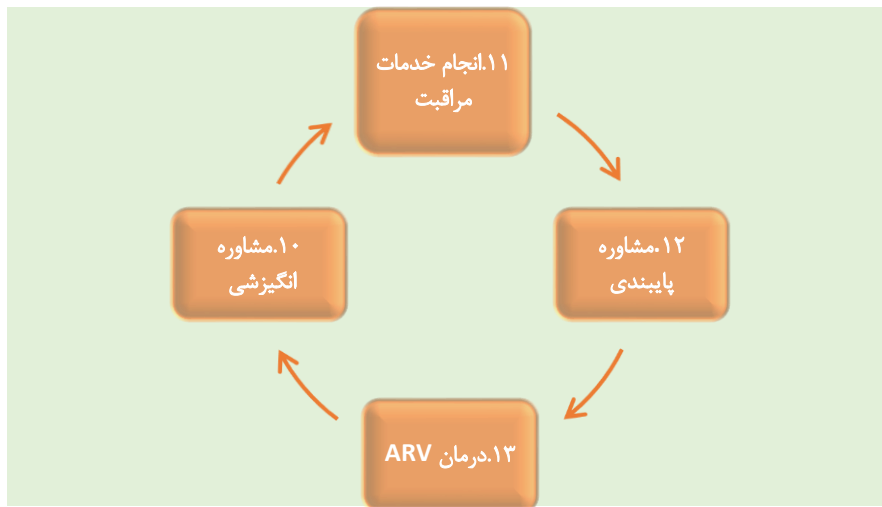 ۱۱.انجام خدمات
مراقبت
۱۲.مشاوره
پایبندی
۱۳.درمان ARV
۱۰.مشاوره
انگیزشی